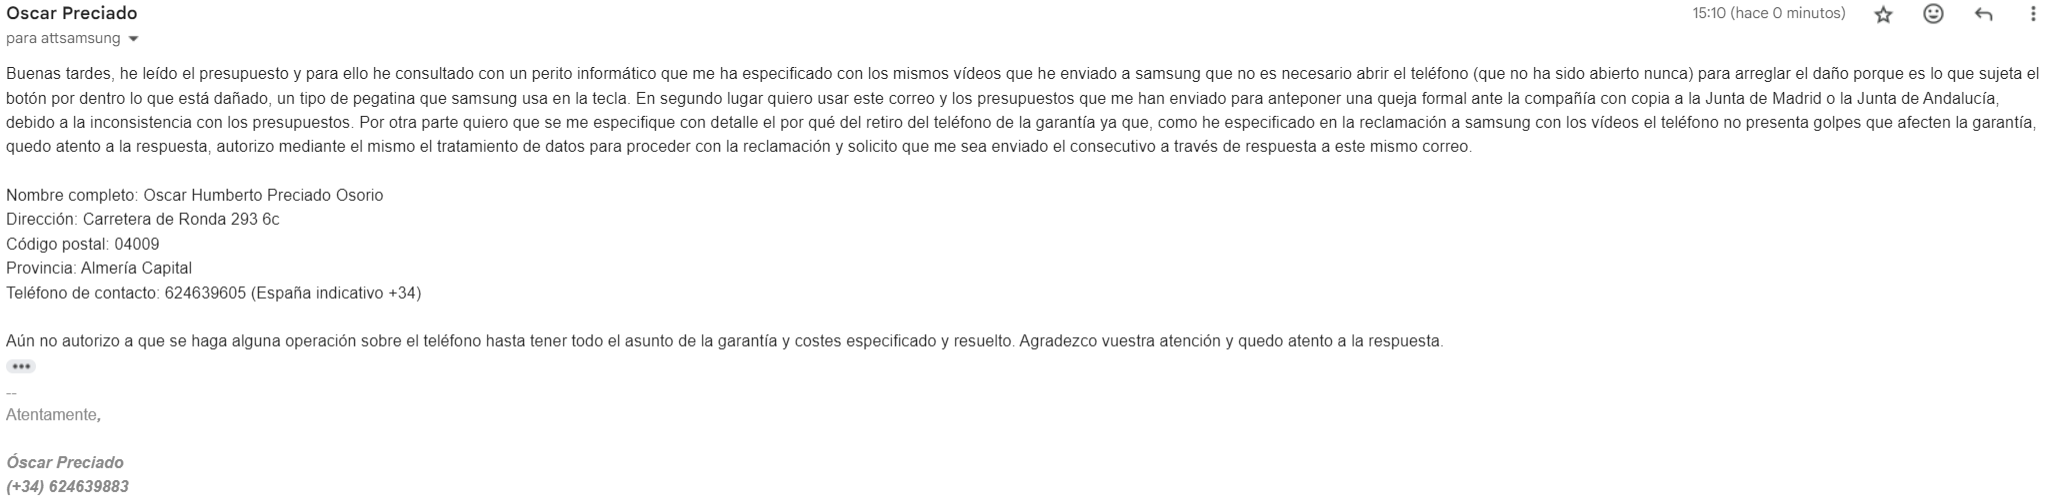 Oscar Preciado
15:10 (hace 0 minutos)
para attsamsung
Buenas tardes, he leído el presupuesto y para ello he consultado con un perito informático que me ha especificado con los mismos vídeos que he enviado a samsung que no es necesario abrir el teléfono (que no ha sido abierto nunca) para arreglar el daño porque es lo que sujeta el
botón por dentro lo que está dañado, un tipo de pegatina que samsung usa en la tecla. En segundo lugar quiero usar este correo y los presupuestos que me han enviado para anteponer una queja formal ante la compañía con copia a la Junta de Madrid o la Junta de Andalucía,
debido a la inconsistencia con los presupuestos. Por otra parte quiero que se me especifique con detalle el por qué del retiro del teléfono de la garantía ya que, como he especificado en la reclamación a samsung con los vídeos el teléfono no presenta golpes que afecten la garantía,
quedo atento a la respuesta, autorizo mediante el mismo el tratamiento de datos para proceder con la reclamación y solicito que me sea enviado el consecutivo a través de respuesta a este mismo correo.
Nombre completo: Oscar Humberto Preciado Osorio
Dirección: Carretera de Ronda 293 6c
Código postal: 04009
Provincia: Almería Capital
Teléfono de contacto: 624639605 (España indicativo +34)
Aún no autorizo a que se haga alguna operación sobre el teléfono hasta tener todo el asunto de la garantía y costes especificado y resuelto. Agradezco vuestra atención y quedo atento a la respuesta.
--
Atentamente,
Óscar Preciado
(+34) 624639883